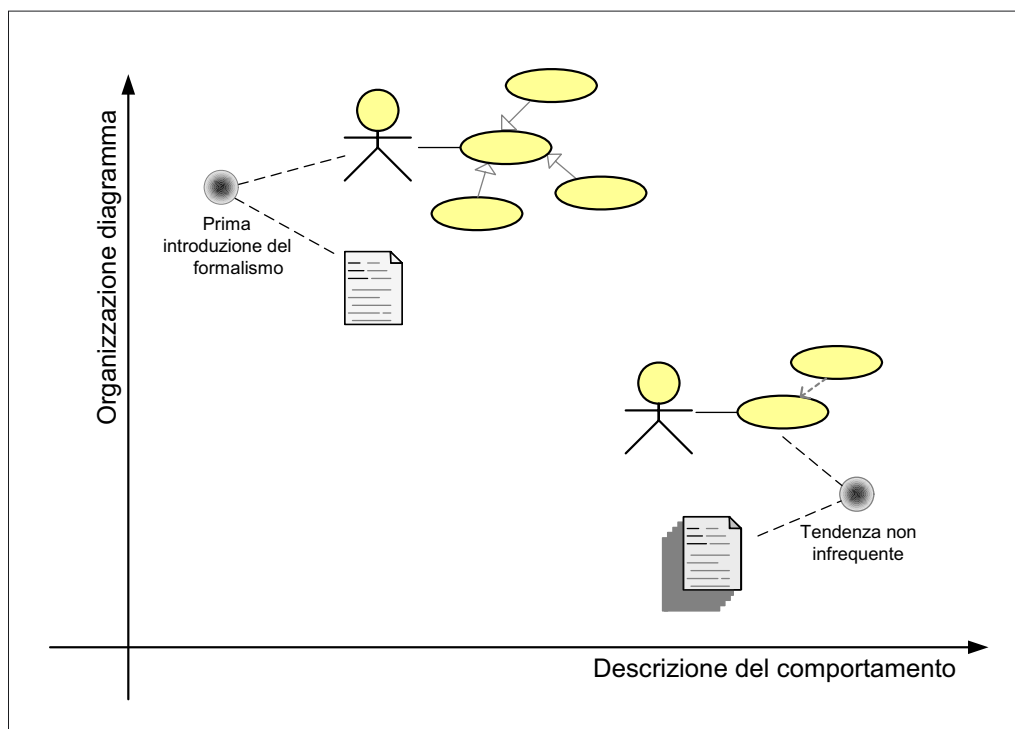 Organizzazione diagramma
Prima
introduzione del
formalismo
Tendenza non
infrequente
Descrizione del comportamento